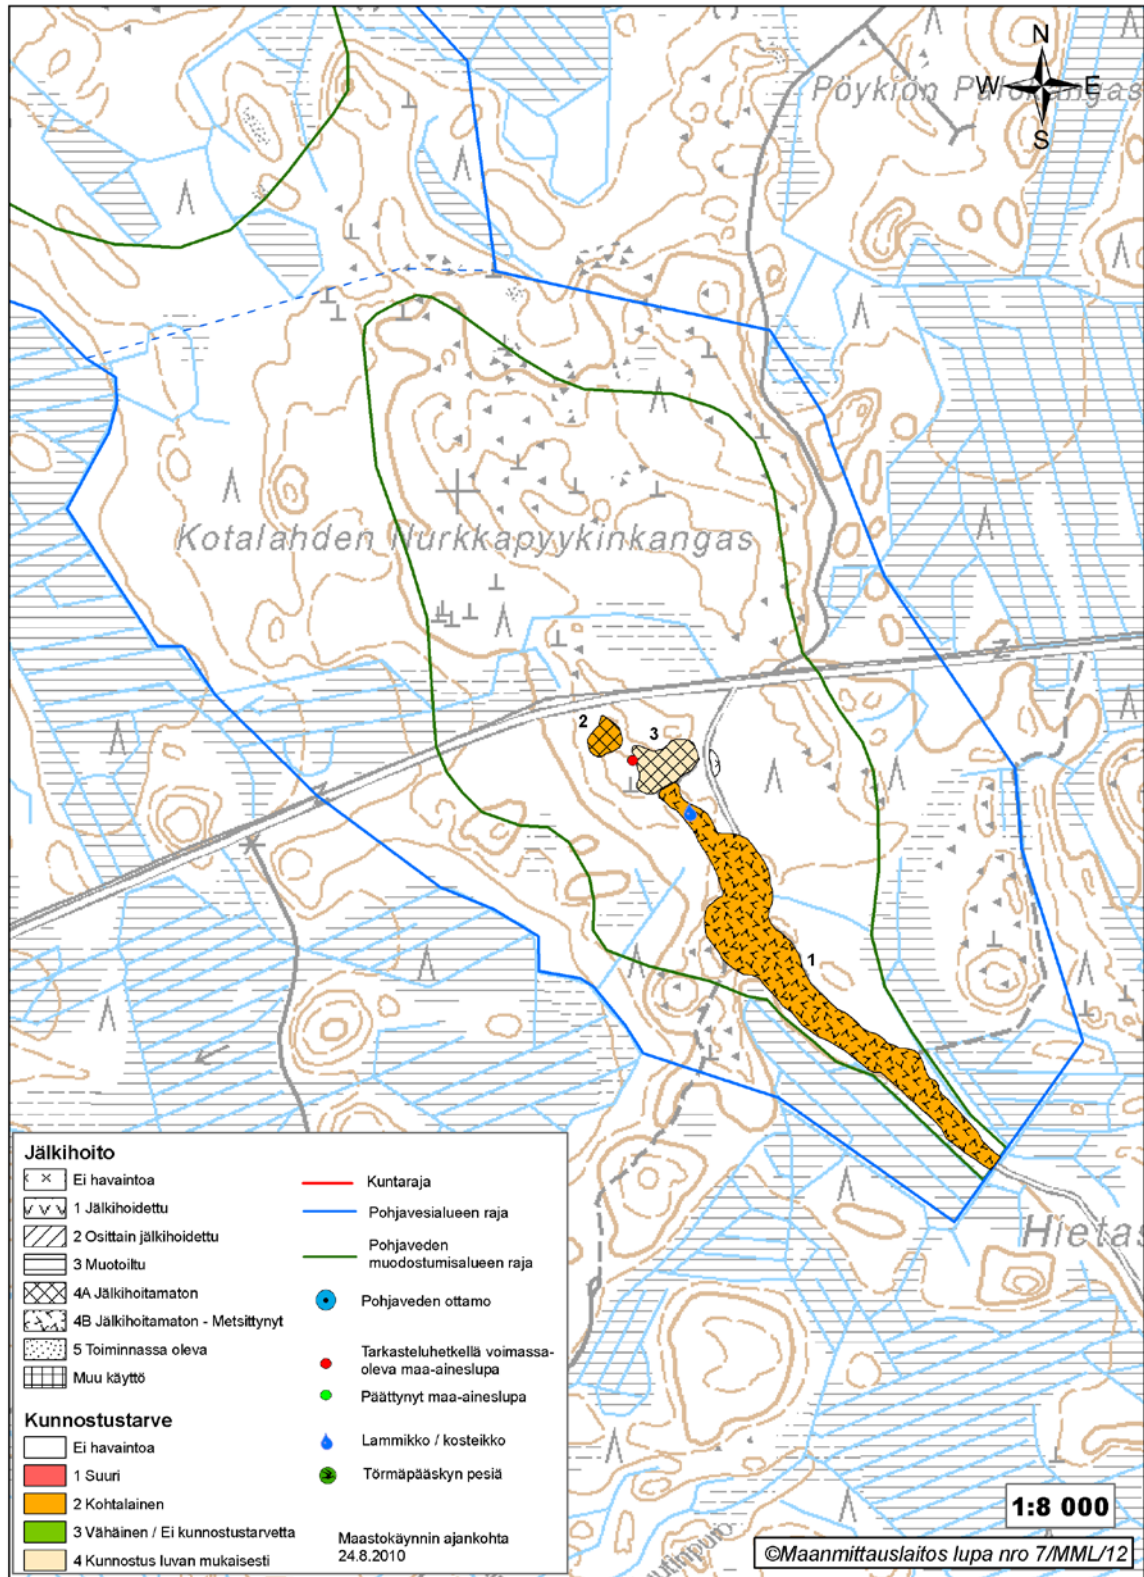 N
Pöykiön Palokangas
W
E
S
Kotalahden Nurkkapyykinkangas
2
3
1
Hietas
Jälkihoito
Ei havaintoa
1 Jälkihoidettu
2 Osittain jälkihoidettu
3 Muotoiltu
4A Jälkihoitamaton
4B Jälkihoitamaton - Metsittynyt
5 Toiminnassa oleva
Muu käyttö
Kunnostustarve
Ei havaintoa
1 Suuri
2 Kohtalainen
3 Vähäinen / Ei kunnostustarvetta
4 Kunnostus luvan mukaisesti
Kuntaraja
Pohjavesialueen raja
Pohjaveden
muodostumisalueen raja
Pohjaveden ottamo
Tarkasteluhetkellä voimassa-
oleva maa-aineslupa
Päättynyt maa-aineslupa
Lammikko / kosteikko
Törmäpääskyn pesiä
Maastokäynnin ajankohta
24.8.2010
1:8 000
©Maanmittauslaitos lupa nro 7/MML/12